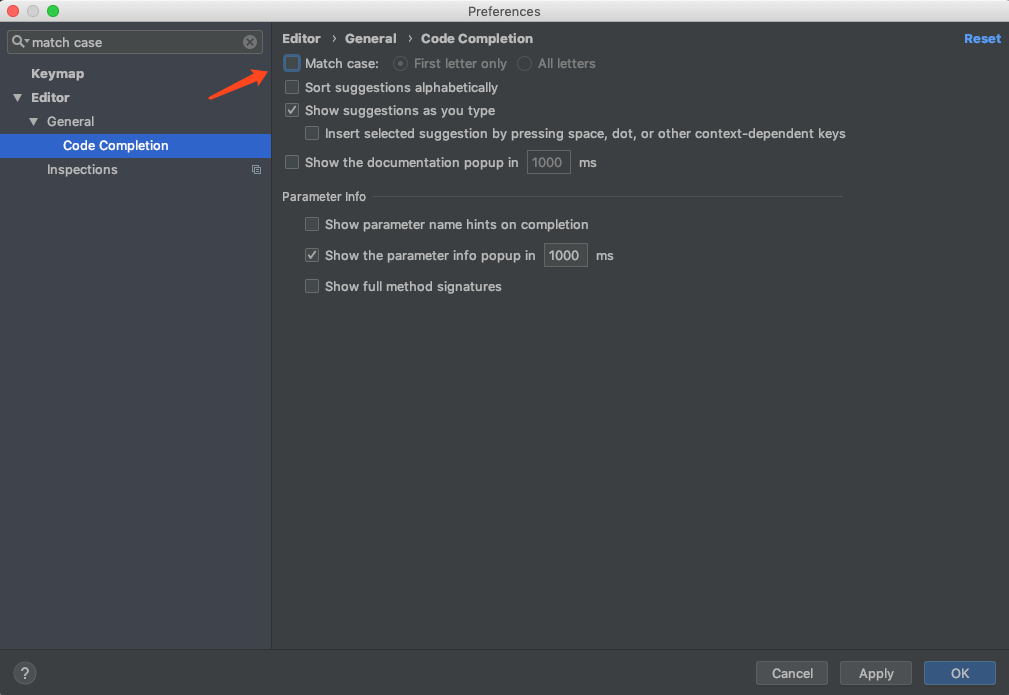 Preferences
match case
Keymap
Editor
General
Code Completion
Inspections
Editor › General › Code Completion
Reset
Match case: First letter only All letters
Sort suggestions alphabetically
Show suggestions as you type
Insert selected suggestion by pressing space, dot, or other context-dependent keys
Show the documentation popup in 1000 ms
Parameter Info
Show parameter name hints on completion
Show the parameter info popup in 1000 ms
Show full method signatures
? Cancel Apply OK